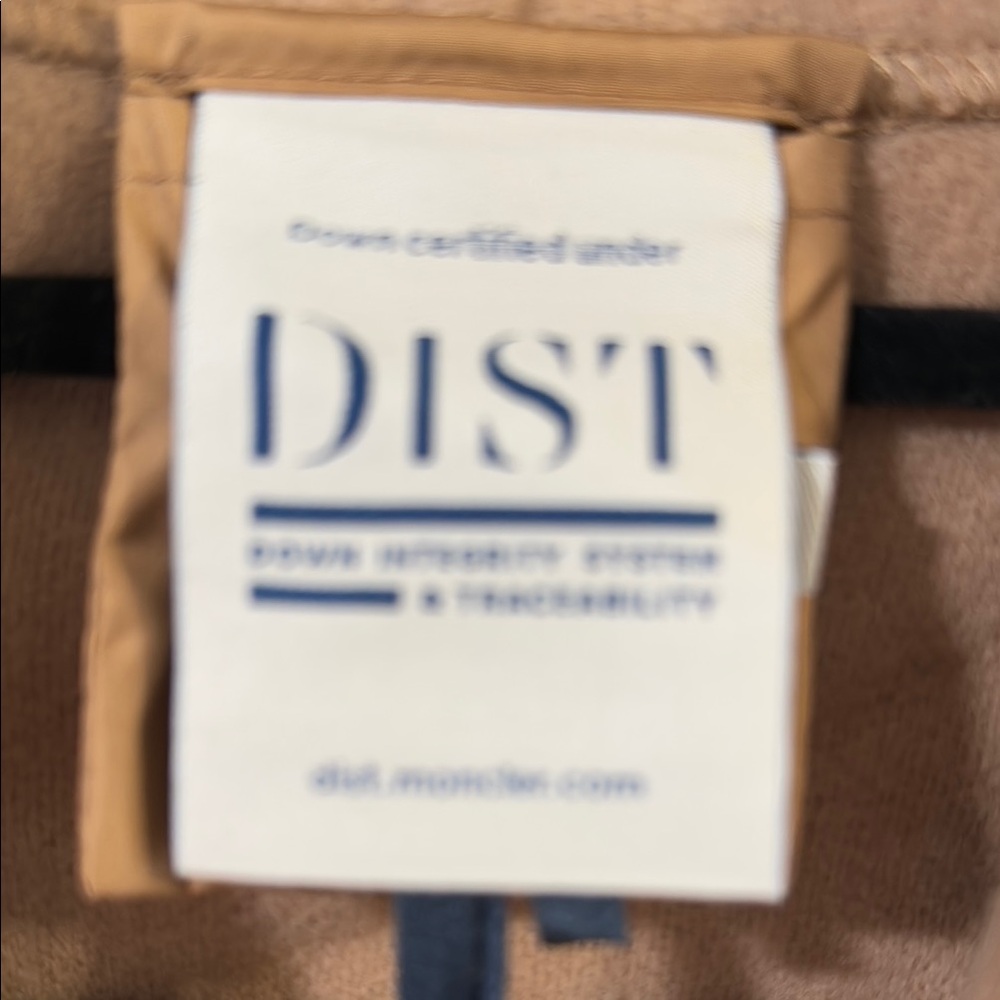 Down certified under
DIST
DOWN INTEGRITY SYSTEM
& TRACEABILITY
dist.moncler.com